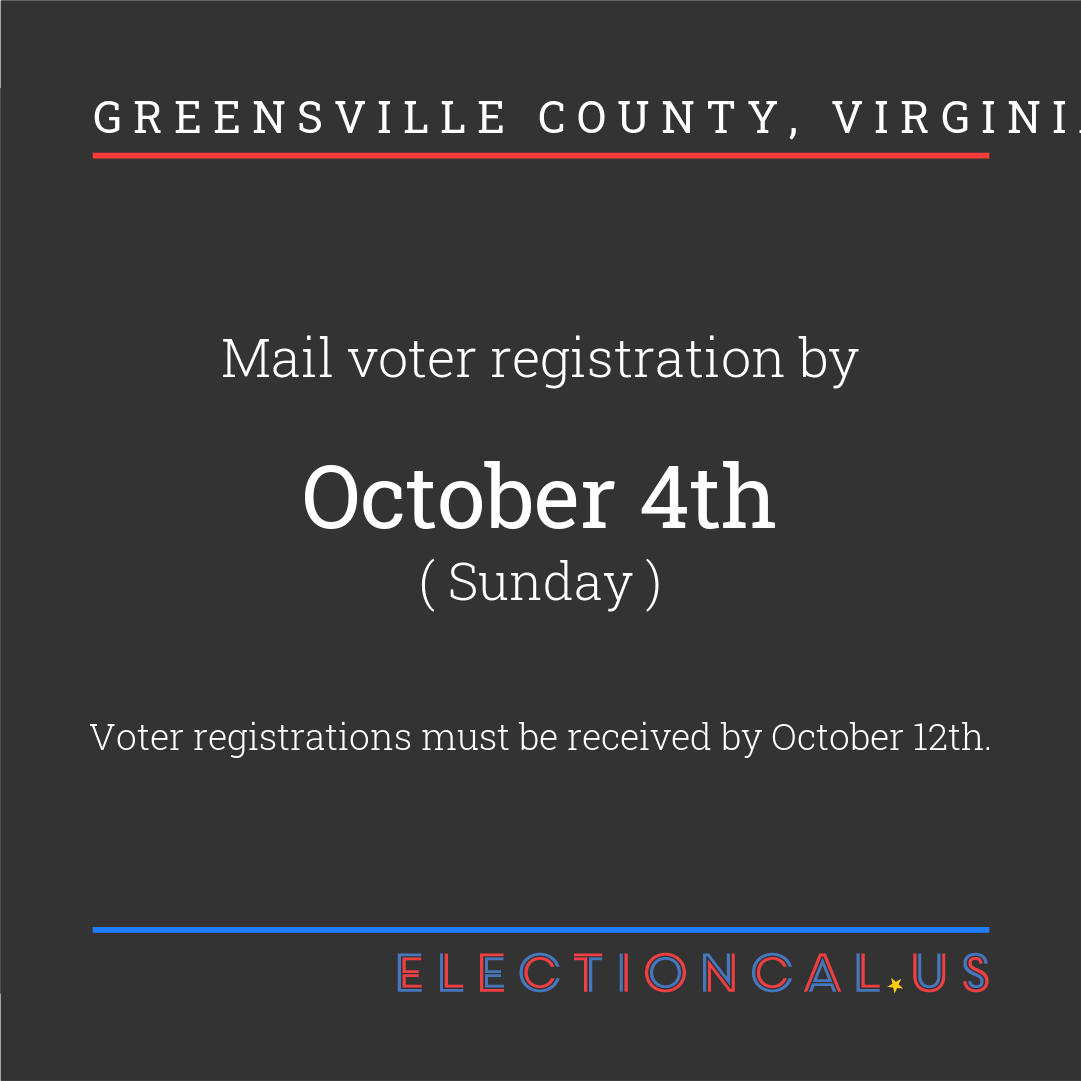 GREENSVILLE COUNTY, VIRGINI
Mail voter registration by
October 4th
( Sunday )
Voter registrations must be received by October 12th.
ELECTIONCAL.US